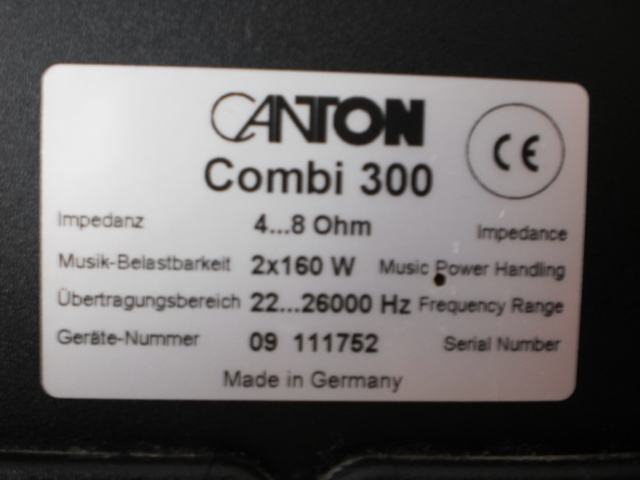 CANTON
CE
Combi 300
Impedanz 4...8 Ohm Impedance
Musik-Belastbarkeit 2x160 W Music Power Handling
Übertragungsbereich 22...26000 Hz Frequency Range
Geräte-Nummer 09 111752 Serial Number
Made in Germany